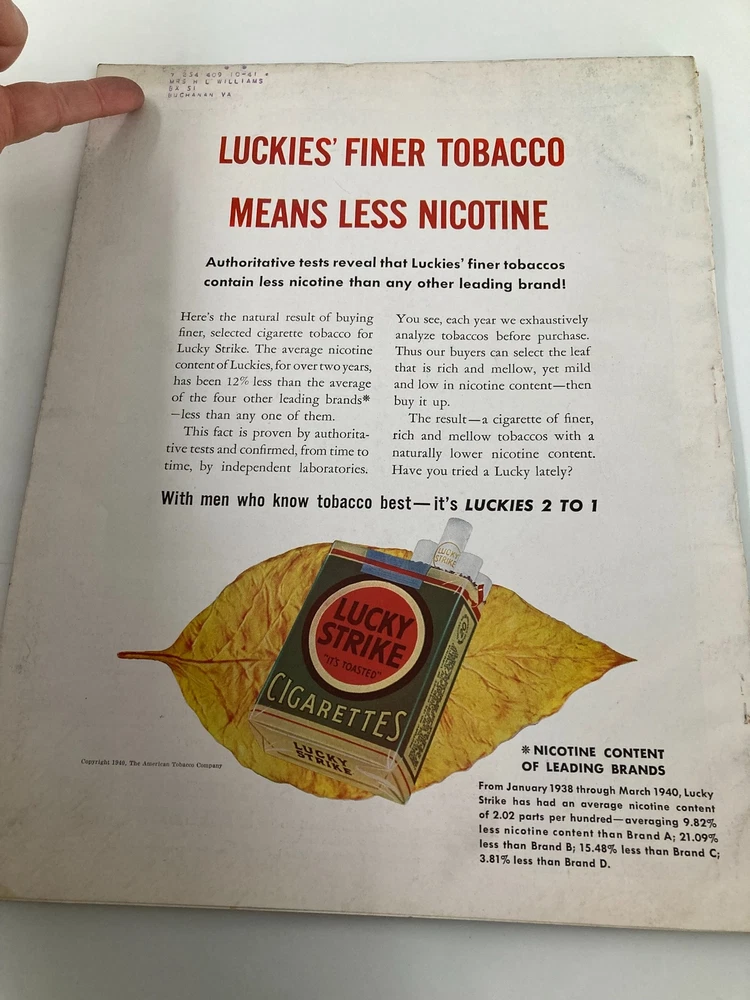 Y 234 409 10-41
MRS H L WILLIAMS
BUCHANAN VA
LUCKIES' FINER TOBACCO
MEANS LESS NICOTINE
Authoritative tests reveal that Luckies' finer tobaccos
contain less nicotine than any other leading brand!
Here's the natural result of buying
finer, selected cigarette tobacco for
Lucky Strike. The average nicotine
content of Luckies, for over two years,
has been 12% less than the average
of the four other leading brands*
—less than any one of them.
This fact is proven by authorita-
tive tests and confirmed, from time to
time, by independent laboratories.
You see, each year we exhaustively
analyze tobaccos before purchase.
Thus our buyers can select the leaf
that is rich and mellow, yet mild
and low in nicotine content—then
buy it up.
The result—a cigarette of finer,
rich and mellow tobaccos with a
naturally lower nicotine content.
Have you tried a Lucky lately?
With men who know tobacco best—it's LUCKIES 2 TO 1
LUCKY
STRIKE
LUCKY
STRIKE
"IT'S TOASTED"
CIGARETTES
LUCKY
STRIKE
Copyright 1940, The American Tobacco Company
*NICOTINE CONTENT
OF LEADING BRANDS
From January 1938 through March 1940, Lucky
Strike has had an average nicotine content
of 2.02 parts per hundred—averaging 9.82%
less nicotine content than Brand A; 21.09%
less than Brand B; 15.48% less than Brand C;
3.81% less than Brand D.